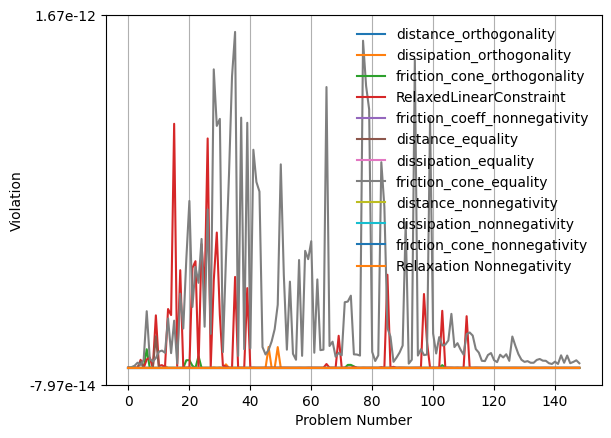 1.67e-12
distance_orthogonality
dissipation_orthogonality
friction_cone_orthogonality
RelaxedLinearConstraint
friction_coeff_nonnegativity
distance_equality
dissipation_equality
friction_cone_equality
distance_nonnegativity
dissipation_nonnegativity
friction_cone_nonnegativity
Relaxation Nonnegativity
Violation
-7.97e-14
0 20 40 60 80 100 120 140
Problem Number